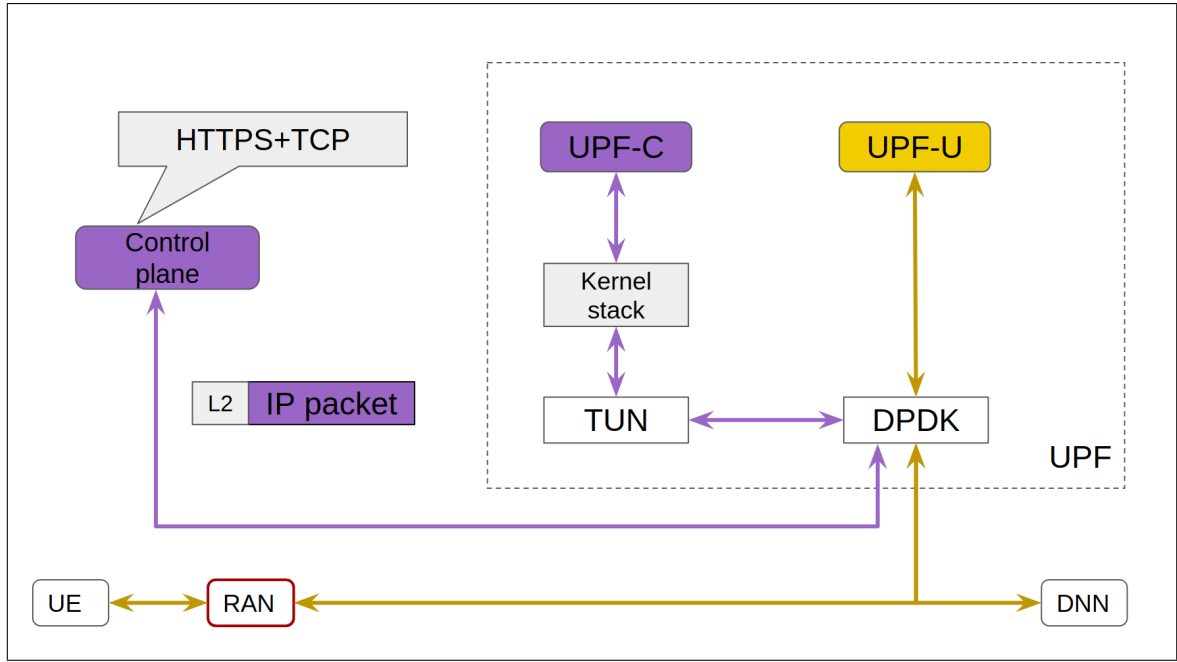 HTTPS+TCP
UPF-C
UPF-U
Control
plane
Kernel
stack
L2
IP packet
TUN
DPDK
UPF
UE
RAN
DNN